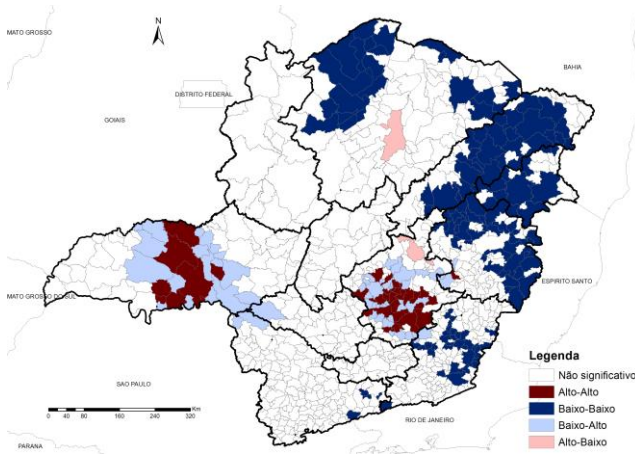 MATO GROSSO
N
BAHIA
DISTRITO FEDERAL
GOIAIS
MATO GROSSO DO SUL
ESPIRITO SANTO
Legenda
Não significativo
SAO PAULO
Alto-Alto
Baixo-Baixo
0 40 80 160 240 320 Km
Baixo-Alto
RIO DE JANEIRO
Alto-Baixo
PARANA